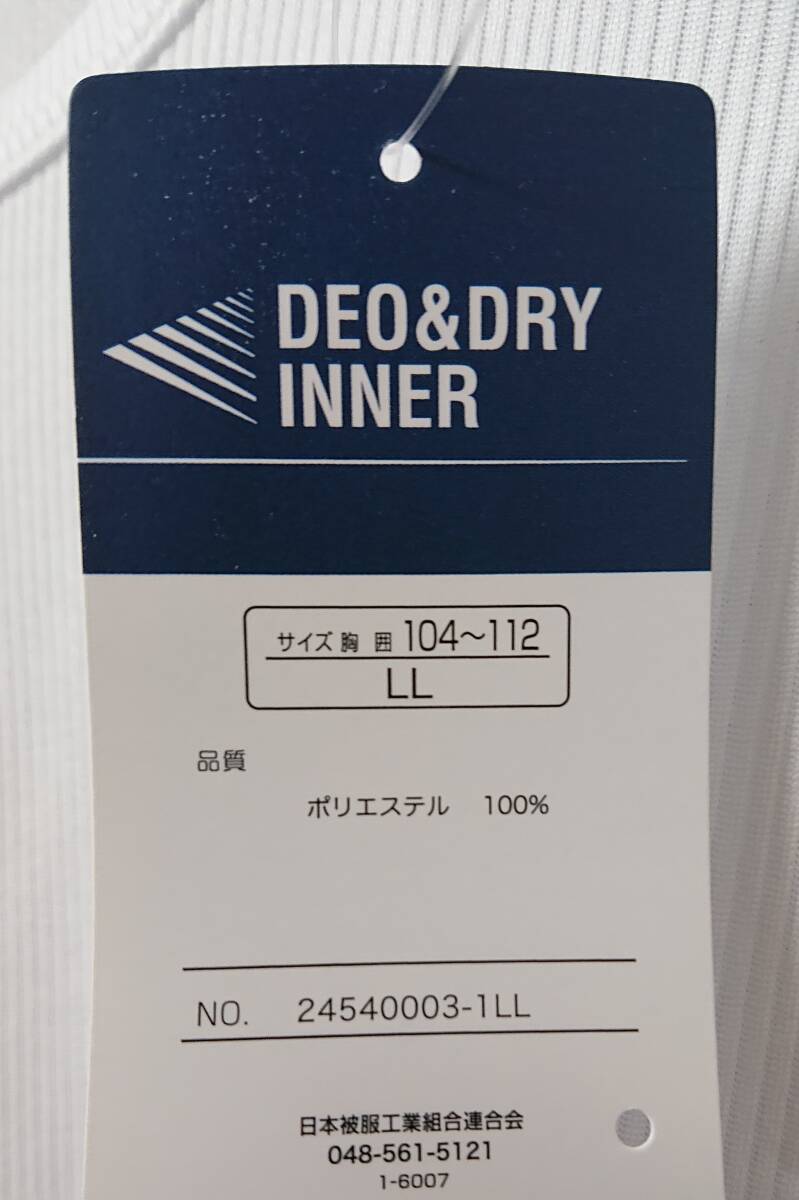 DEO&DRY
INNER
サイズ 胸 囲 104〜112
LL
品質
ポリエステル 100%
NO. 24540003-1LL
日本被服工業組合連合会
048-561-5121
1-6007